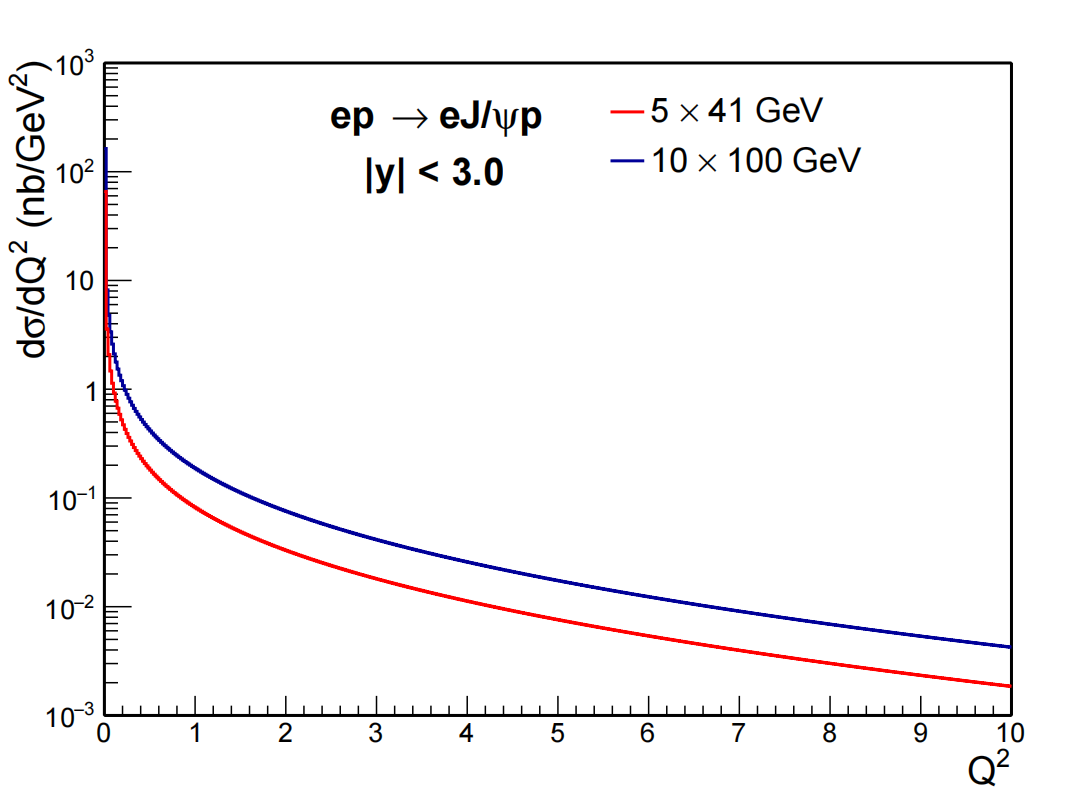 dσ/dQ² (nb/GeV²)
10³
10²
10
1
10⁻¹
10⁻²
10⁻³
ep → eJ/ψp
|y| < 3.0
5 × 41 GeV
10 × 100 GeV
0 1 2 3 4 5 6 7 8 9 10
Q²